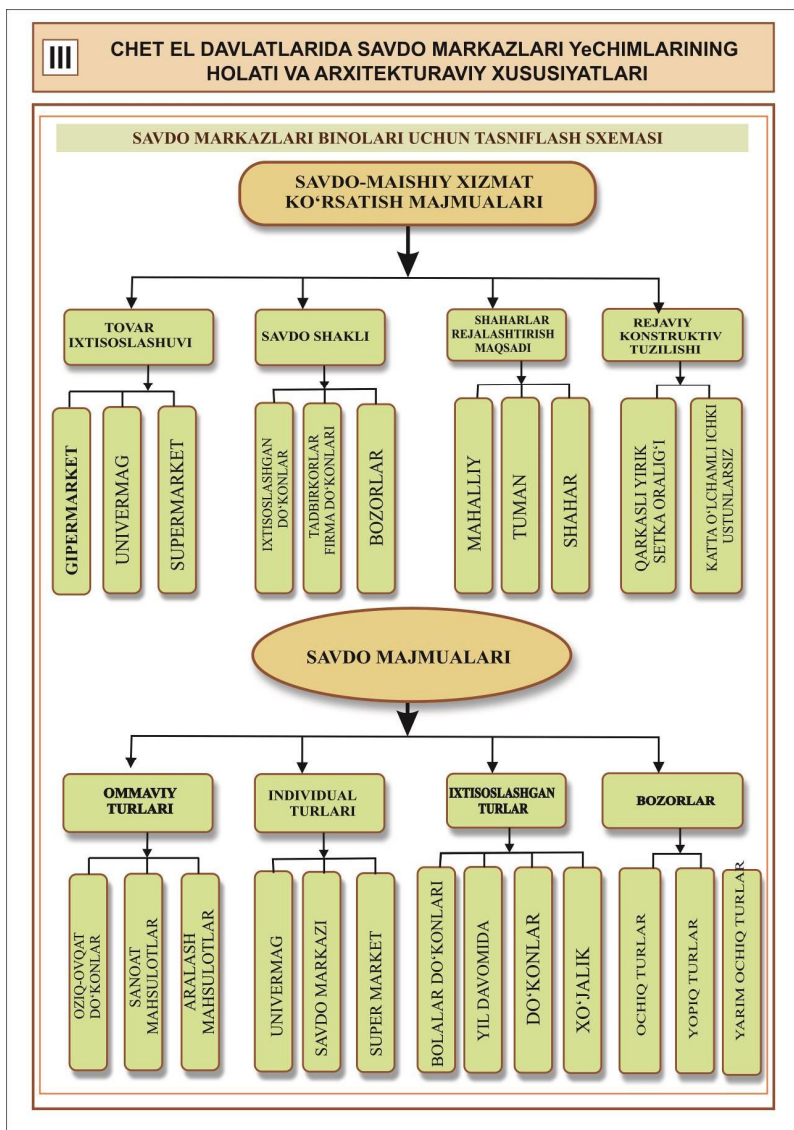 III
CHET EL DAVLATLARIDA SAVDO MARKAZLARI YeCHIMLARINING
HOLATI VA ARXITEKTURAVIY XUSUSIYATLARI
SAVDO MARKAZLARI BINOLARI UCHUN TASNIFLASH SXEMASI
SAVDO-MAISHIY XIZMAT
KO‘RSATISH MAJMUALARI
TOVAR
IXTISOSLASHUVI
SAVDO SHAKLI
SHAHARLAR
REJALASHTIRISH
MAQSADI
REJAVIY
KONSTRUKTIV
TUZILISHI
GIPERMARKET
UNIVERMAG
SUPERMARKET
IXTISOSLASHGAN
DO‘KONLAR
TADBIRKORLAR
FIRMA DO‘KONLARI
BOZORLAR
MAHALLIY
TUMAN
SHAHAR
QARKASLI YIRIK
SETKA ORALIG‘I
KATTA O’LCHAMLI ICHKI
USTUNLARSIZ
SAVDO MAJMUALARI
OMMAVIY
TURLARI
INDIVIDUAL
TURLARI
IXTISOSLASHGAN
TURLAR
BOZORLAR
OZIQ-OVQAT
DO‘KONLAR
SANOAT
MAHSULOTLAR
ARALASH
MAHSULOTLAR
UNIVERMAG
SAVDO MARKAZI
SUPER MARKET
BOLALAR DO‘KONLARI
YIL DAVOMIDA
DO‘KONLAR
XO‘JALIK
OCHIQ TURLAR
YOPIQ TURLAR
YARIM OCHIQ TURLAR